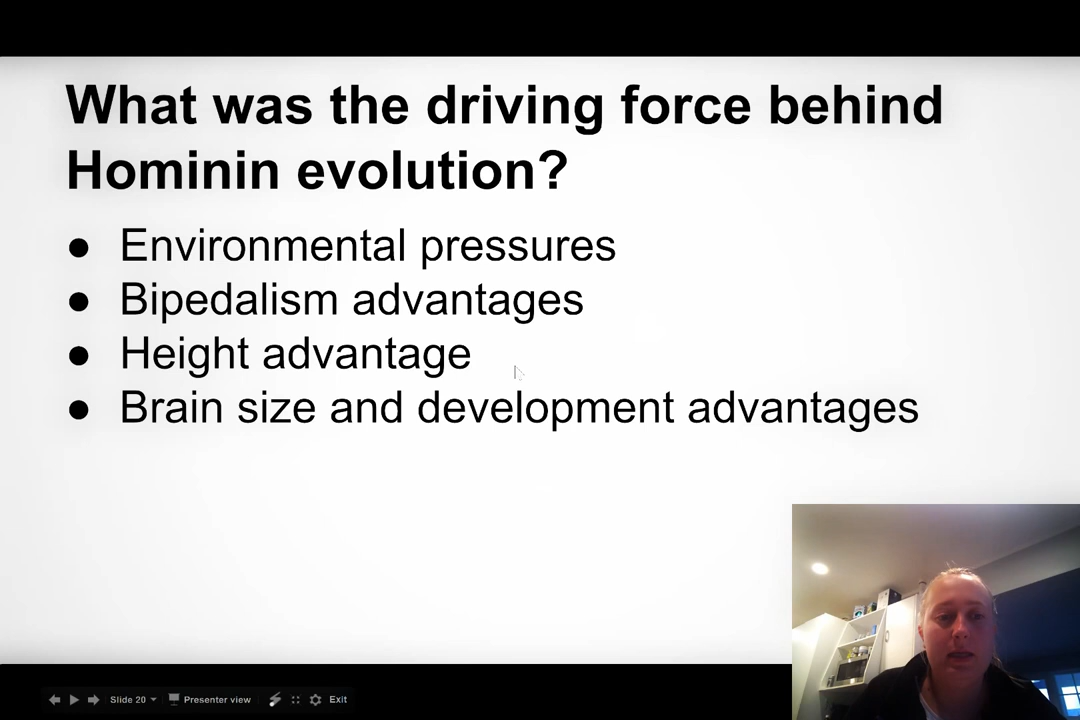 What was the driving force behind
Hominin evolution?
● Environmental pressures
● Bipedalism advantages
● Height advantage
● Brain size and development advantages
Slide 20 Presenter view Exit